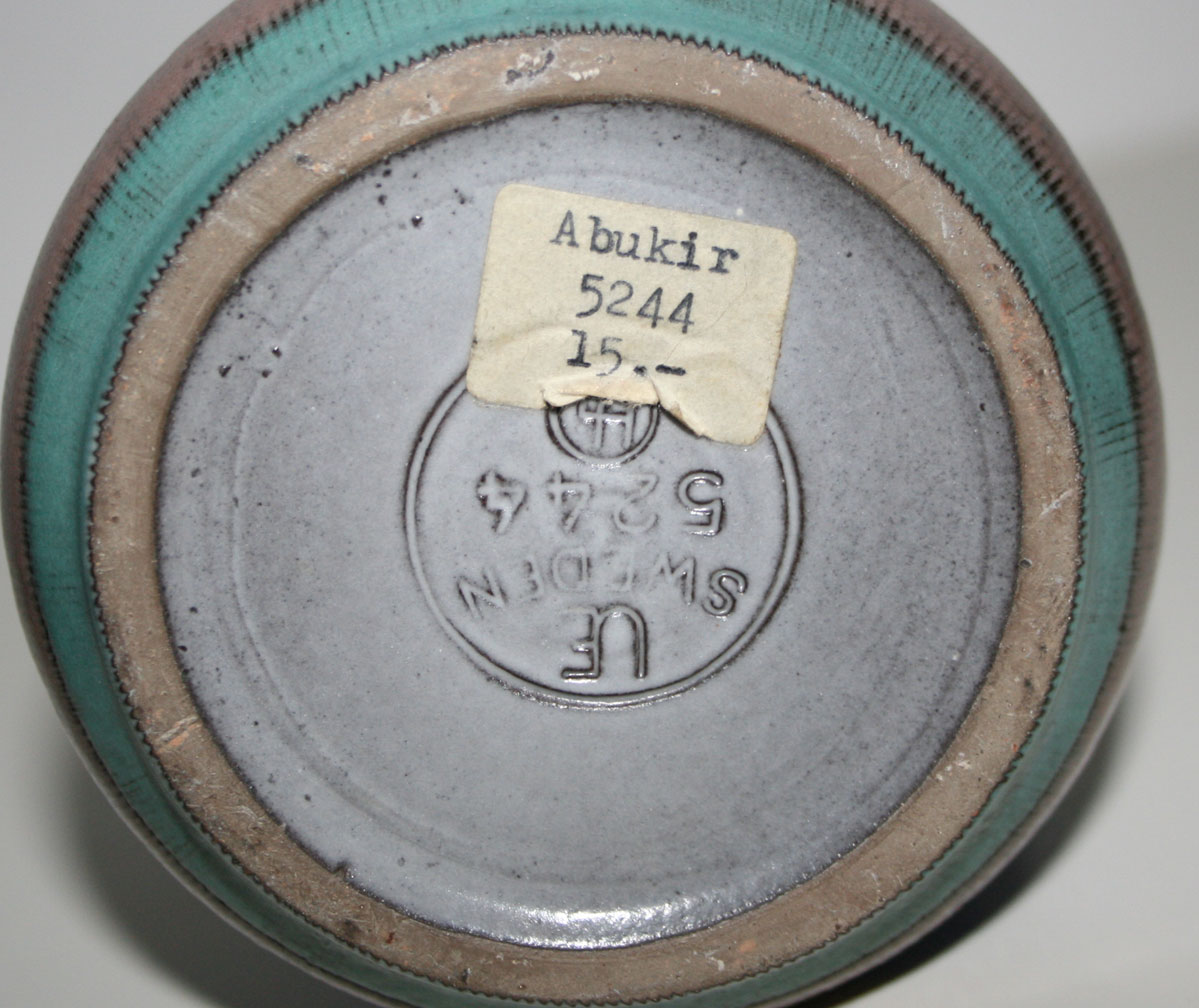 Abukir
5244
15.-
UE
SWEDEN
5244